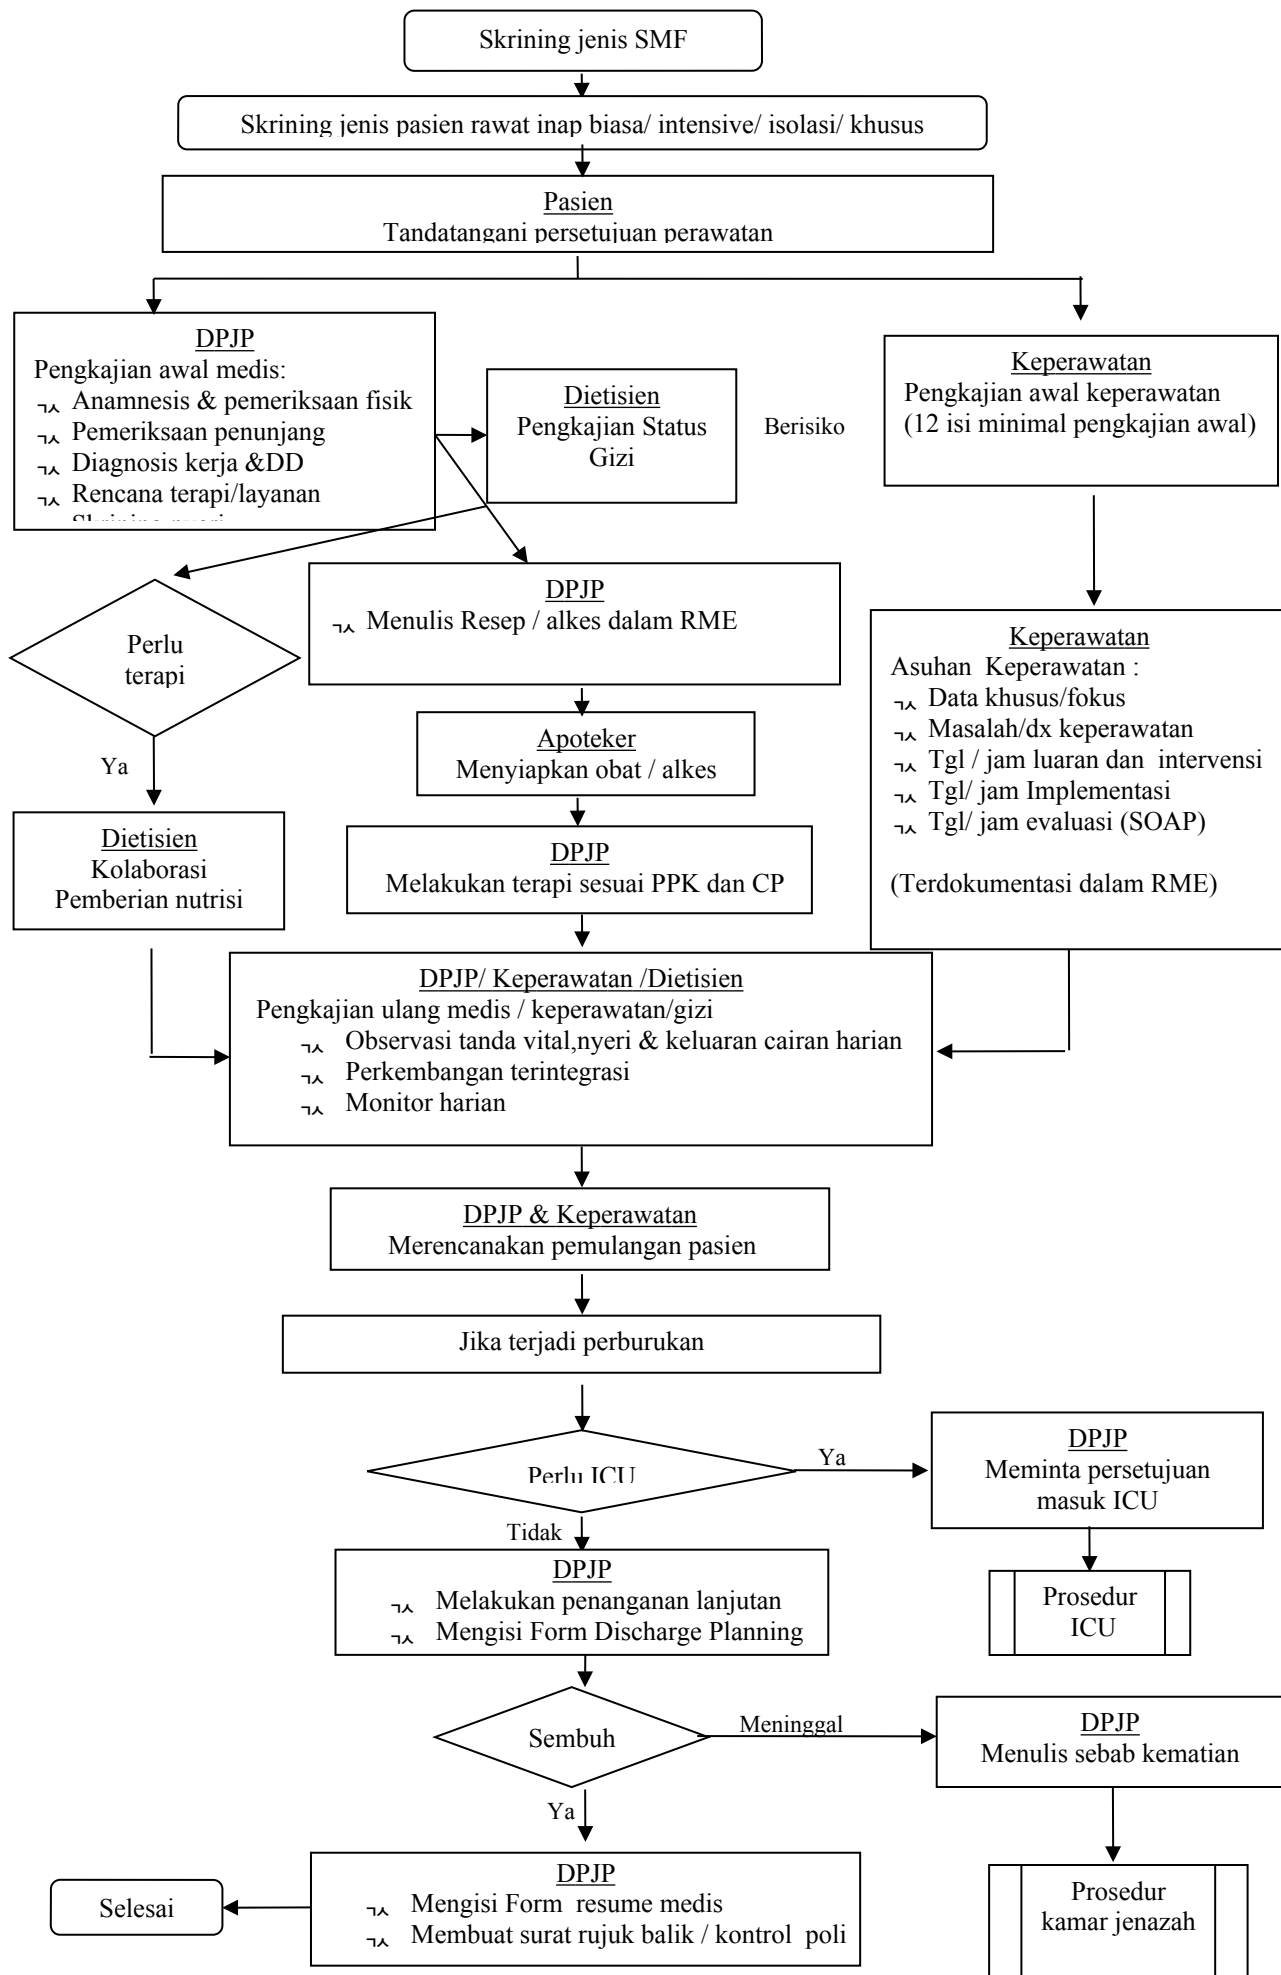 Skrining jenis SMF
Skrining jenis pasien rawat inap biasa/ intensive/ isolasi/ khusus
Pasien
Tandatangani persetujuan perawatan
DPJP
Pengkajian awal medis:
Anamnesis & pemeriksaan fisik
Pemeriksaan penunjang
Diagnosis kerja &DD
Rencana terapi/layanan
Dietisien
Pengkajian Status
Gizi
Berisiko
Keperawatan
Pengkajian awal keperawatan
(12 isi minimal pengkajian awal)
Perlu
terapi
Ya
DPJP
Menulis Resep / alkes dalam RME
Apoteker
Menyiapkan obat / alkes
DPJP
Melakukan terapi sesuai PPK dan CP
Dietisien
Kolaborasi
Pemberian nutrisi
Keperawatan
Asuhan  Keperawatan :
Data khusus/fokus
Masalah/dx keperawatan
Tgl / jam luaran dan  intervensi
Tgl/ jam Implementasi
Tgl/ jam evaluasi (SOAP)
(Terdokumentasi dalam RME)
DPJP/ Keperawatan /Dietisien
Pengkajian ulang medis / keperawatan/gizi
Observasi tanda vital,nyeri & keluaran cairan harian
Perkembangan terintegrasi
Monitor harian
DPJP & Keperawatan
Merencanakan pemulangan pasien
Jika terjadi perburukan
Perlu ICU
Ya
DPJP
Meminta persetujuan
masuk ICU
Prosedur
ICU
Tidak
DPJP
Melakukan penanganan lanjutan
Mengisi Form Discharge Planning
Sembuh
Meninggal
DPJP
Menulis sebab kematian
Prosedur
kamar jenazah
Ya
DPJP
Mengisi Form  resume medis
Membuat surat rujuk balik / kontrol  poli
Selesai